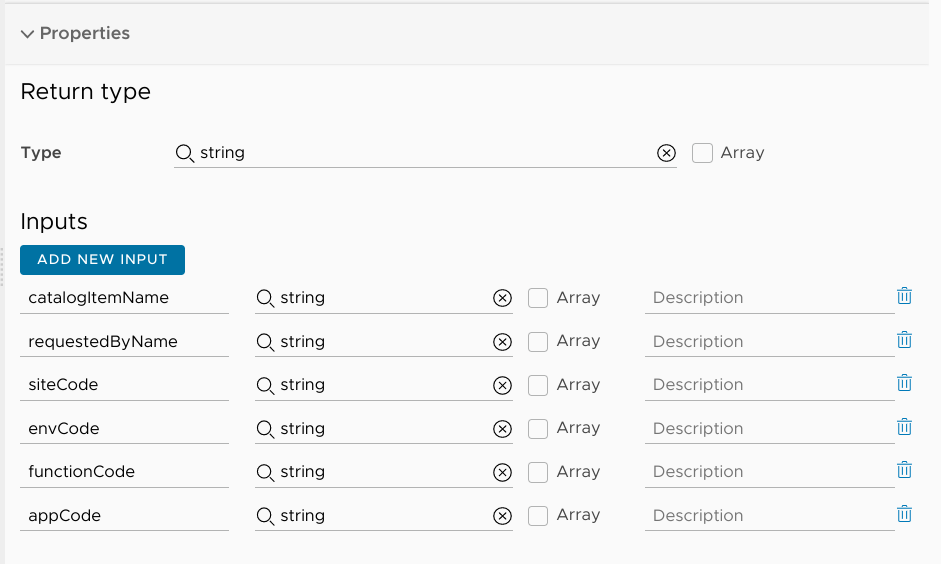 Properties
Return type
Type string Array
Inputs
ADD NEW INPUT
catalogItemName string Array Description
requestedByName string Array Description
siteCode string Array Description
envCode string Array Description
functionCode string Array Description
appCode string Array Description